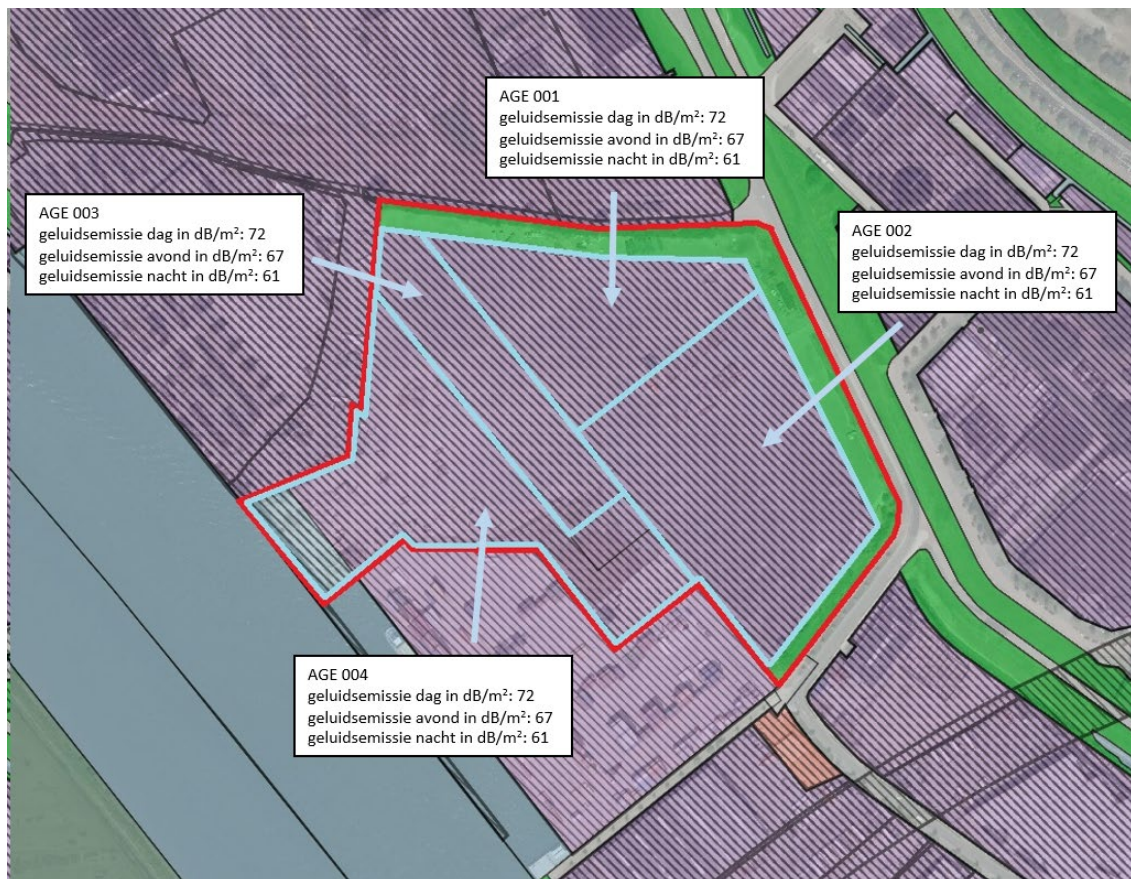 AGE 001
geluidsemissie dag in dB/m²: 72
geluidsemissie avond in dB/m²: 67
geluidsemissie nacht in dB/m²: 61
AGE 003
geluidsemissie dag in dB/m²: 72
geluidsemissie avond in dB/m²: 67
geluidsemissie nacht in dB/m²: 61
AGE 002
geluidsemissie dag in dB/m²: 72
geluidsemissie avond in dB/m²: 67
geluidsemissie nacht in dB/m²: 61
AGE 004
geluidsemissie dag in dB/m²: 72
geluidsemissie avond in dB/m²: 67
geluidsemissie nacht in dB/m²: 61